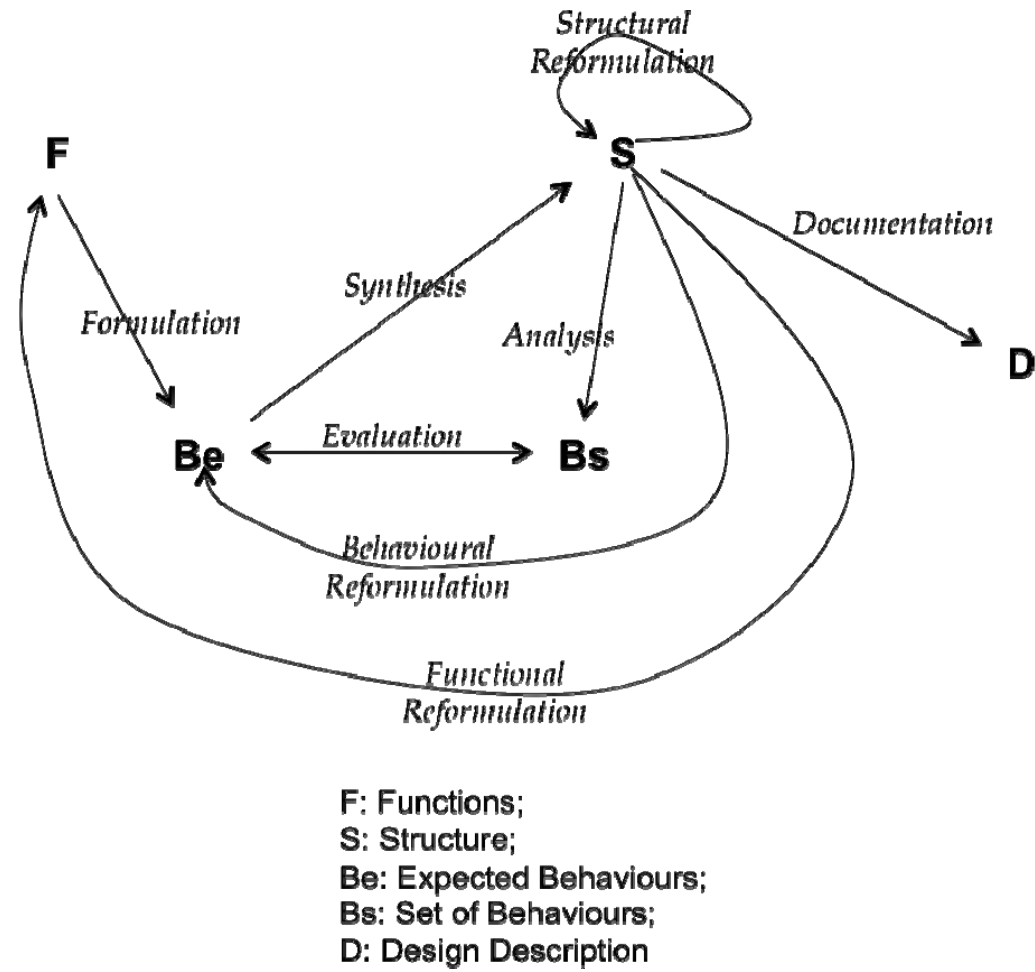 Structural
Reformulation
F
S
Documentation
Synthesis
Formulation
Analysis
D
Evaluation
Be
Bs
Behavioural
Reformulation
Functional
Reformulation
F: Functions;
S: Structure;
Be: Expected Behaviours;
Bs: Set of Behaviours;
D: Design Description